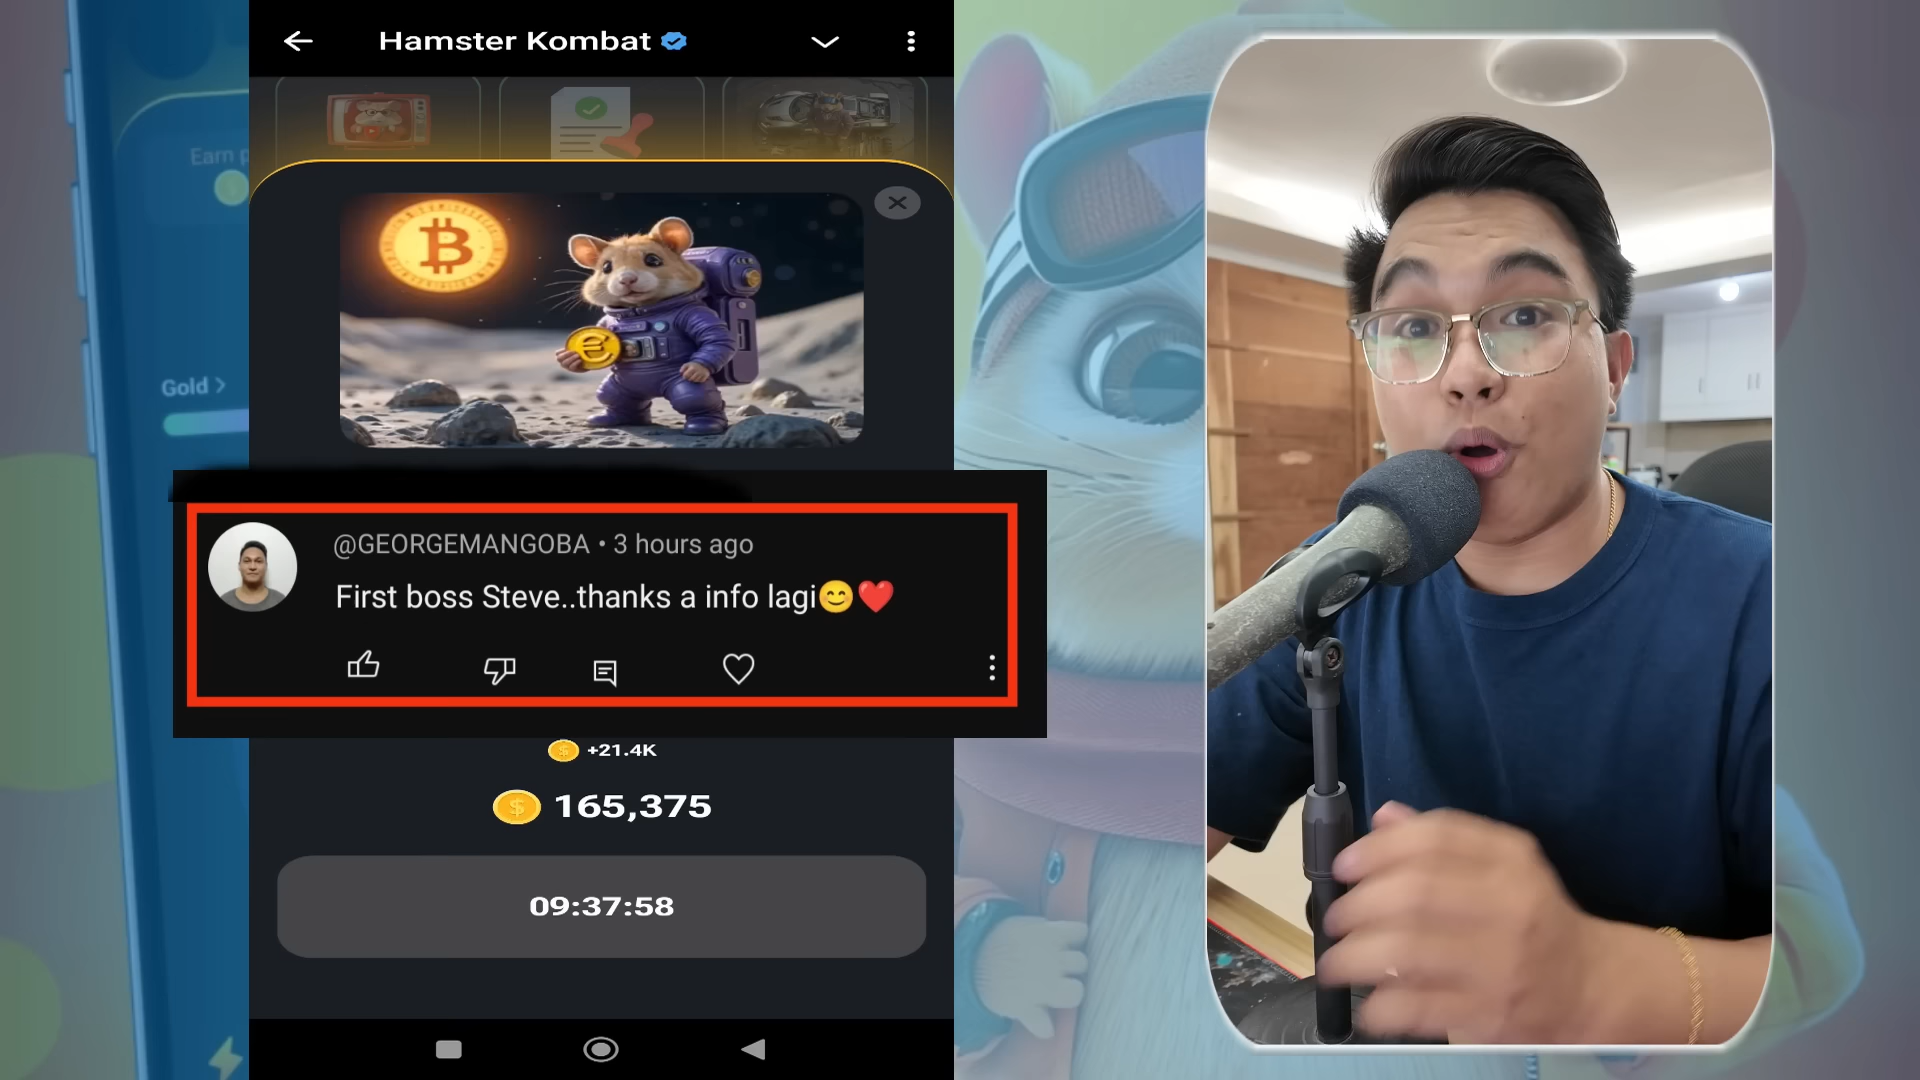 Hamster Kombat
Earn p
Gold >
@GEORGEMANGOBA • 3 hours ago
First boss Steve..thanks a info lagi😊❤️
+21.4K
165,375
09:37:58